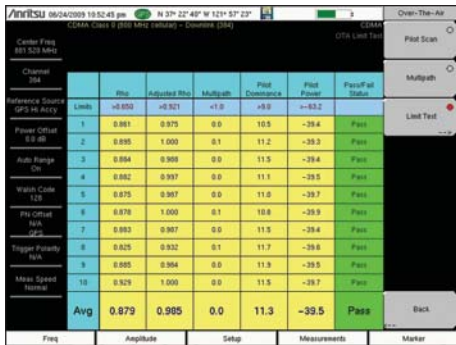 Anritsu 06/24/2009 10:52:45 pm GPS N 37° 22' 40" W 121° 57' 23"
Over-The-Air
CDMA Class 0 (800 MHz cellular) - Downlink (384)
CDMA
OTA Limit Test
Center Freq
881.520 MHz
Channel
384
Reference Source
GPS Hi Accy
Power Offset
0.0 dB
Auto Range
On
Walsh Code
128
PN Offset
N/A
GPS
Trigger Polarity
N/A
Meas Speed
Normal
Rho Adjusted Rho Multipath Pilot Dominance Pilot Power Pass/Fail Status
Limits >0.850 >0.921 <1.0 >9.0 >-83.2
1 0.861 0.975 0.0 10.5 -39.4 Pass
2 0.895 1.000 0.1 11.2 -39.3 Pass
3 0.884 0.988 0.0 11.5 -39.4 Pass
4 0.882 0.997 0.0 11.1 -39.5 Pass
5 0.875 0.987 0.0 11.0 -39.7 Pass
6 0.878 1.000 0.1 10.8 -39.9 Pass
7 0.883 0.987 0.0 11.5 -39.4 Pass
8 0.825 0.932 0.1 11.7 -39.6 Pass
9 0.885 0.984 0.0 11.9 -39.5 Pass
10 0.929 1.000 0.0 11.5 -39.7 Pass
Avg 0.879 0.985 0.0 11.3 -39.5 Pass
Pilot Scan
Multipath
Limit Test
-->
Back
<--
Freq Amplitude Setup Measurements Marker